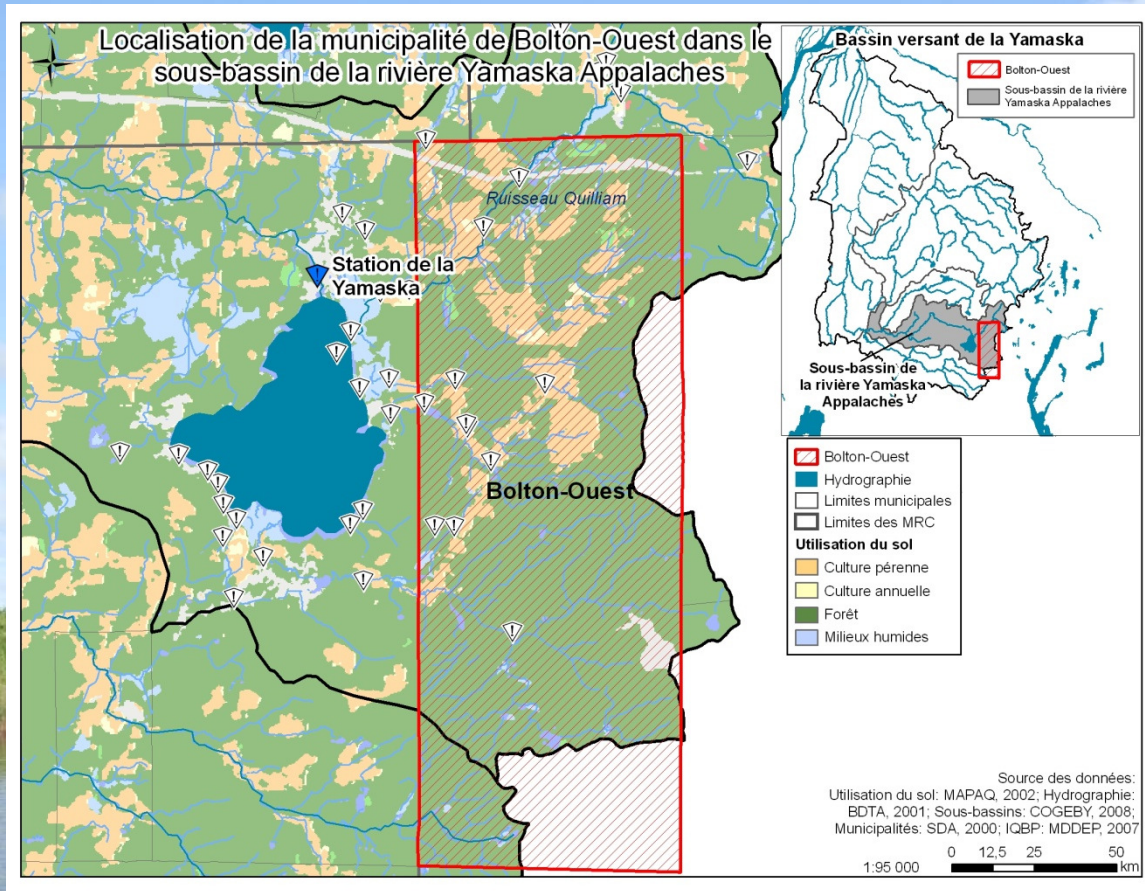 Localisation de la municipalité de Bolton-Ouest dans le
sous-bassin de la rivière Yamaska Appalaches
Ruisseau Quilliam
Station de la
Yamaska
Bolton-Ouest
Bassin versant de la Yamaska
Bolton-Ouest
Sous-bassin de la rivière
Yamaska Appalaches
Sous-bassin de
la rivière Yamaska
Appalaches
Bolton-Ouest
Hydrographie
Limites municipales
Limites des MRC
Utilisation du sol
Culture pérenne
Culture annuelle
Forêt
Milieux humides
Source des données:
Utilisation du sol: MAPAQ, 2002; Hydrographie:
BDTA, 2001; Sous-bassins: COGEBY, 2008;
Municipalités: SDA, 2000; IQBP: MDDEP, 2007
1:95 000
0 12,5 25 50
km